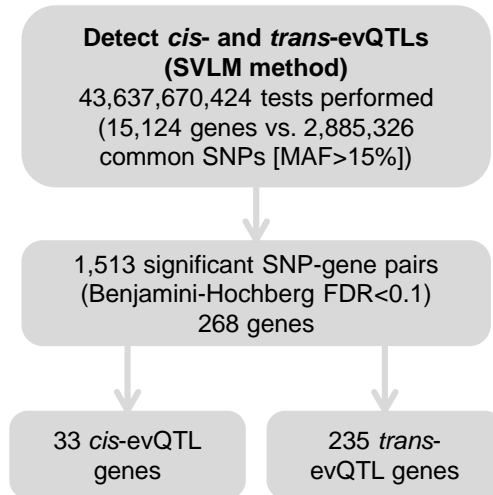 Detect cis- and trans-evQTLs
(SVLM method)
43,637,670,424 tests performed
(15,124 genes vs. 2,885,326
common SNPs [MAF>15%])
1,513 significant SNP-gene pairs
(Benjamini-Hochberg FDR<0.1)
268 genes
33 cis-evQTL
genes
235 trans-
evQTL genes